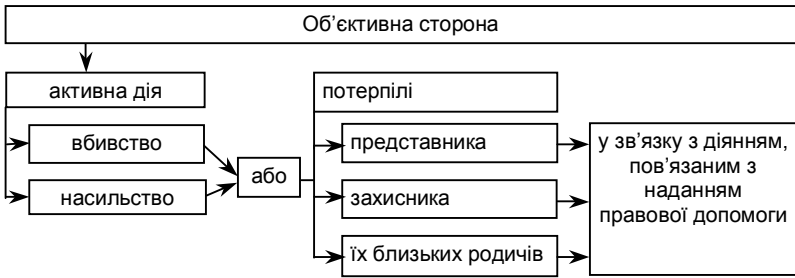 Об’єктивна сторона
активна дія
вбивство
насильство
або
потерпілі
представника
захисника
їх близьких родичів
у зв’язку з діянням,
пов’язаним з
наданням
правової допомоги